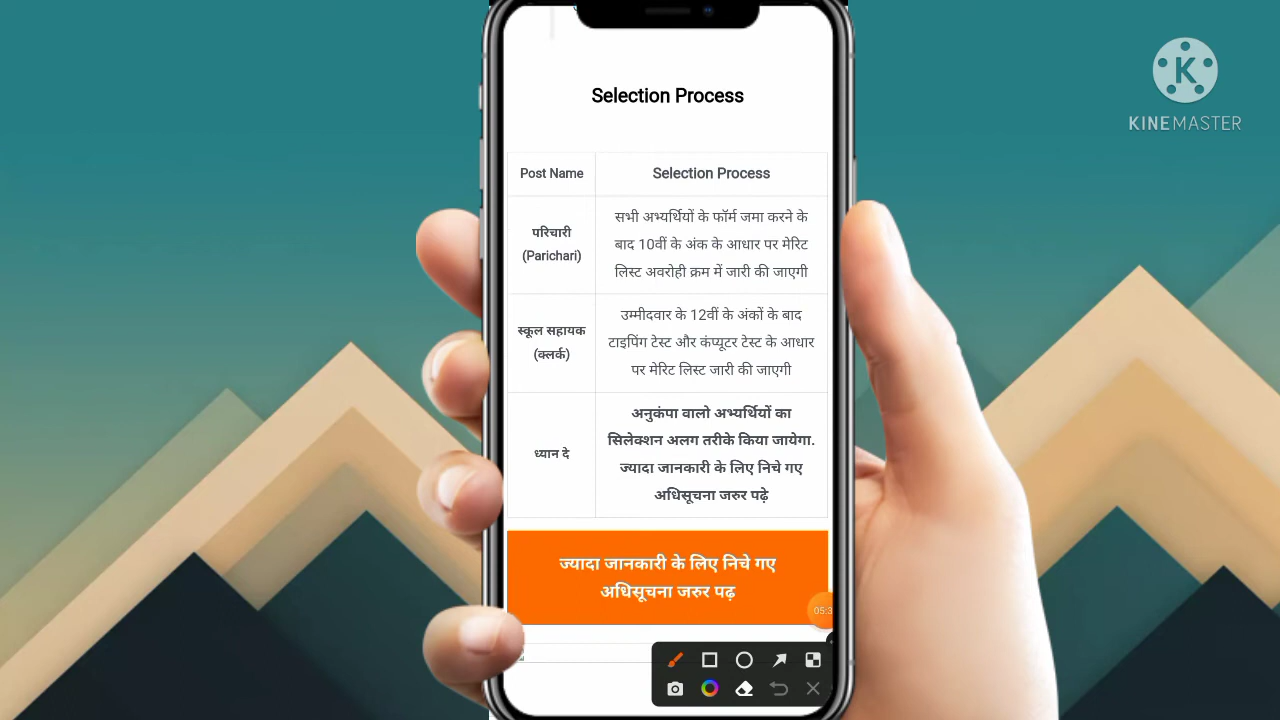 Selection Process
Post Name
Selection Process
परिचारी
(Parichari)
सभी अभ्यर्थियों के फॉर्म जमा करने के
बाद 10वीं के अंक के आधार पर मेरिट
लिस्ट अवरोही क्रम में जारी की जाएगी
स्कूल सहायक
(क्लर्क)
उम्मीदवार के 12वीं के अंकों के बाद
टाइपिंग टेस्ट और कंप्यूटर टेस्ट के आधार
पर मेरिट लिस्ट जारी की जाएगी
ध्यान दे
अनुकंपा वालो अभ्यर्थियों का
सिलेक्शन अलग तरीके किया जायेगा.
ज्यादा जानकारी के लिए निचे गए
अधिसूचना जरुर पढ़े
ज्यादा जानकारी के लिए निचे गए
अधिसूचना जरुर पढ़
K
KINEMASTER